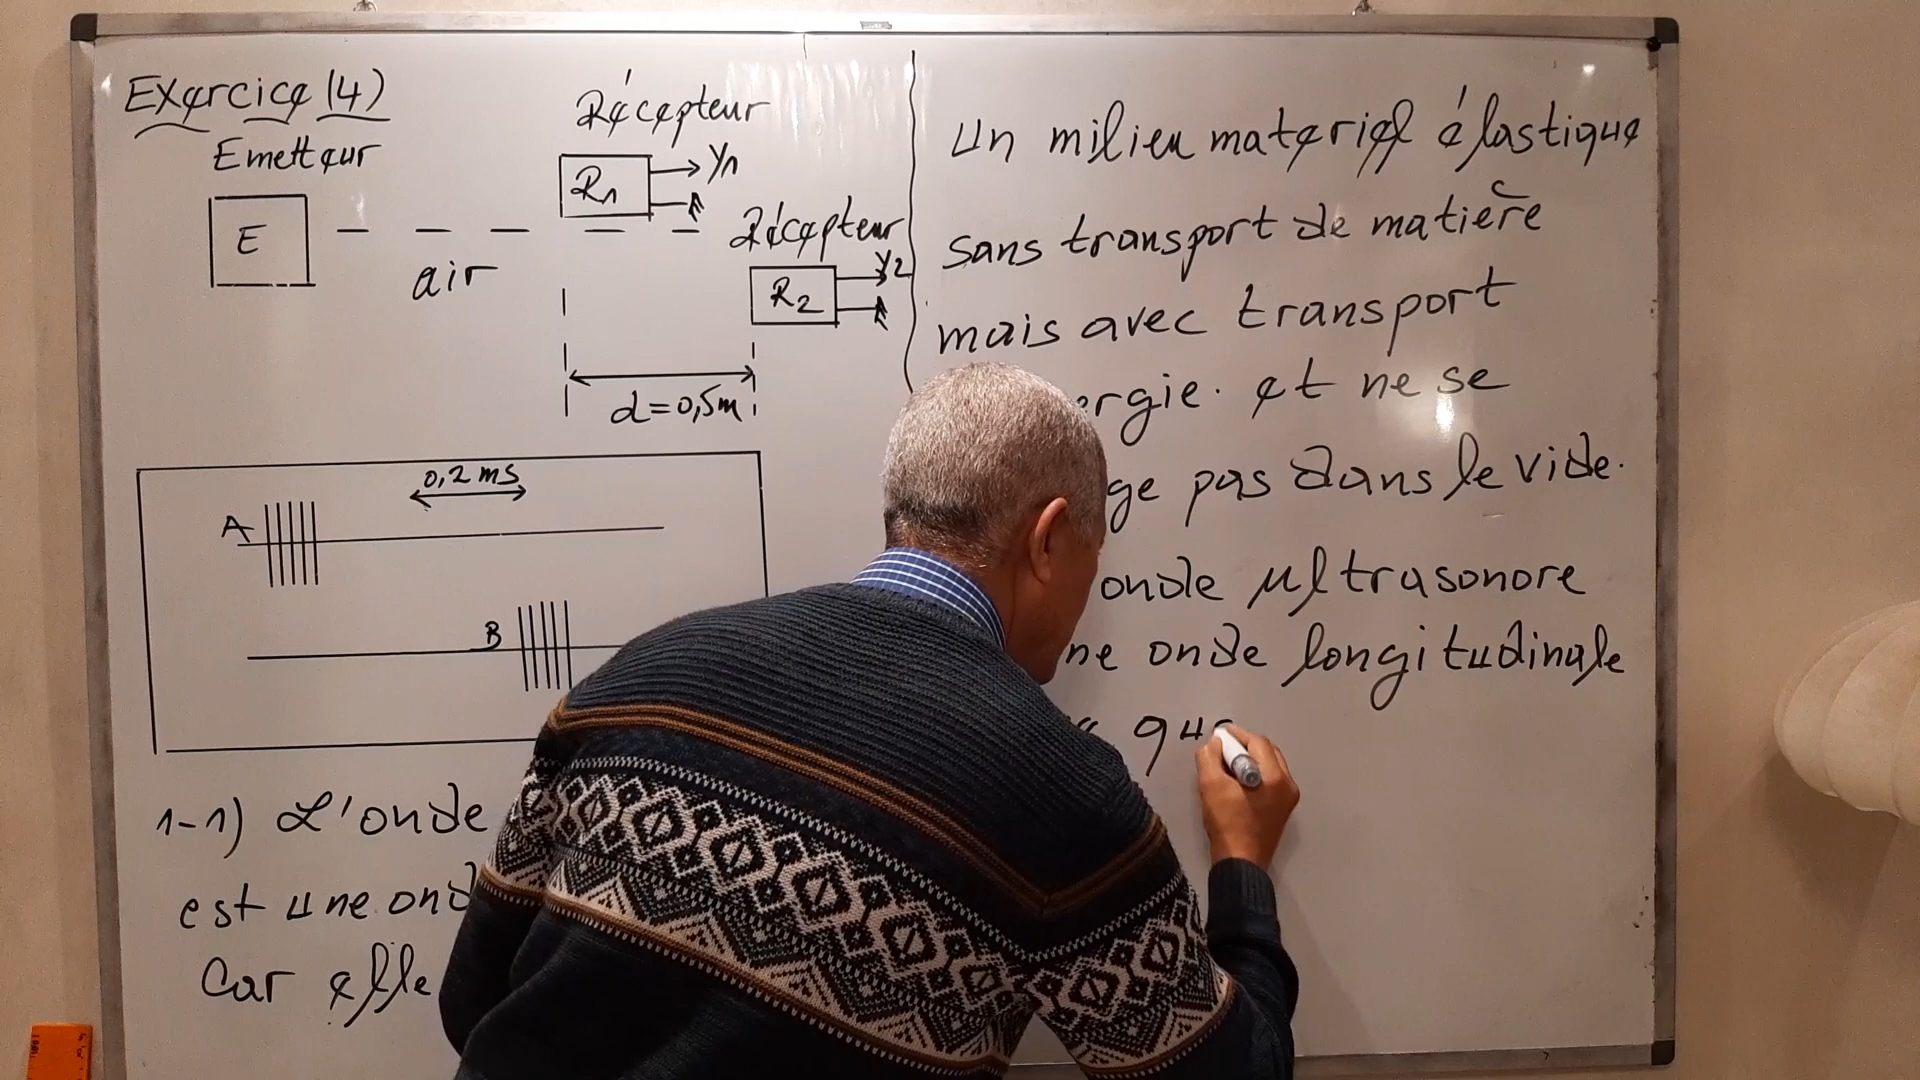 Exercice (4)
Emetteur
E
air
Récepteur
R1
y1
Récepteur
R2
y2
d=0,5m
0,2 ms
A
B
1-1) L'onde
est une ond
Car elle
Un milieu materiel élastique
sans transport de matière
mais avec transport
ergie. et ne se
ge pas dans le vide.
onde ultrasonore
ne onde longitudinale
que